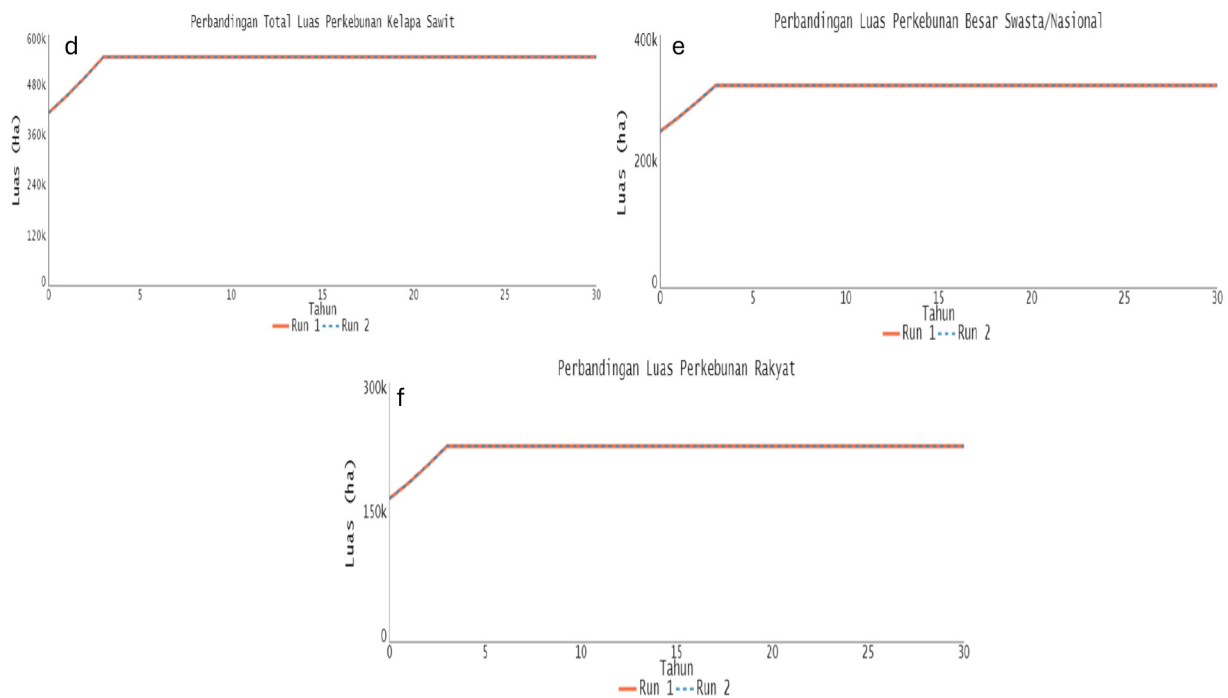 Perbandingan Total Luas Perkebunan Kelapa Sawit
d
600k
480k
360k
240k
120k
0
Luas (Ha)
0 5 10 15 20 25 30
Tahun
Run 1 Run 2
Perbandingan Luas Perkebunan Besar Swasta/Nasional
e
400k
200k
0
Luas (ha)
0 5 10 15 20 25 30
Tahun
Run 1 Run 2
Perbandingan Luas Perkebunan Rakyat
f
300k
150k
0
Luas (ha)
0 5 10 15 20 25 30
Tahun
Run 1 Run 2